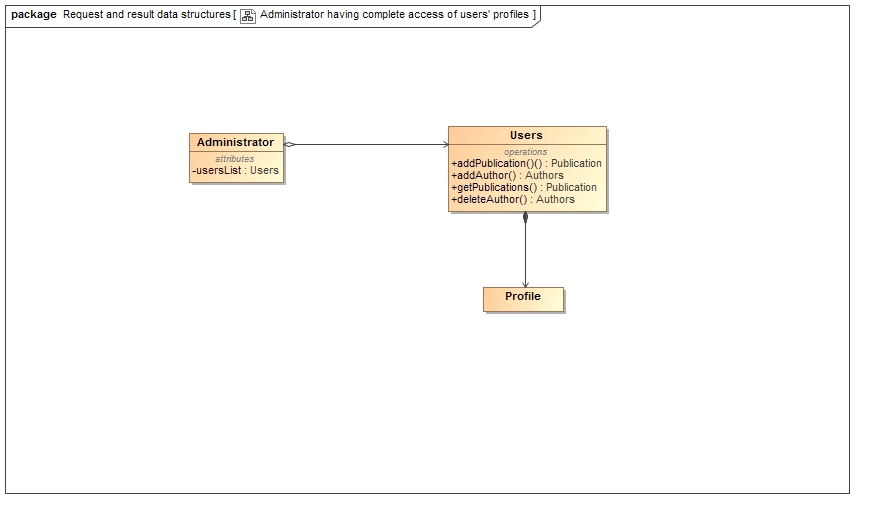 package Request and result data structures [ Administrator having complete access of users' profiles ]
Administrator
attributes
-usersList : Users
Users
operations
+addPublication()() : Publication
+addAuthor() : Authors
+getPublications() : Publication
+deleteAuthor() : Authors
Profile